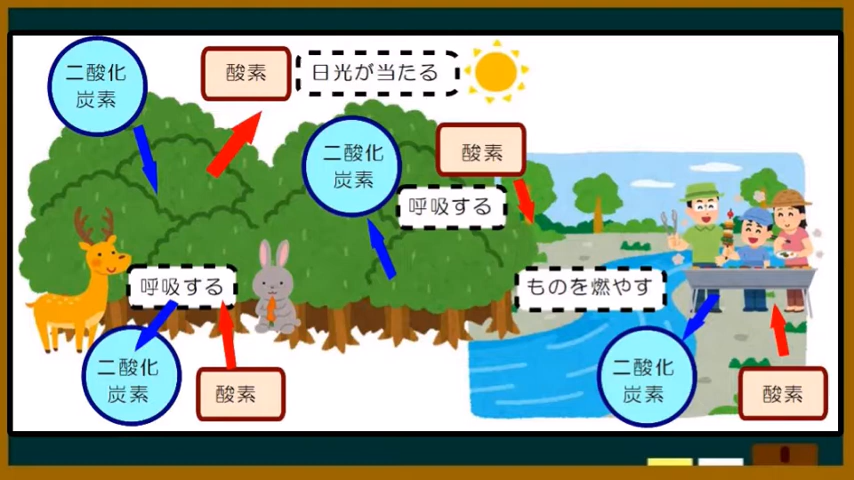 二酸化
炭素
酸素
日光が当たる
二酸化
炭素
酸素
呼吸する
呼吸する
ものを燃やす
二酸化
炭素
酸素
二酸化
炭素
酸素